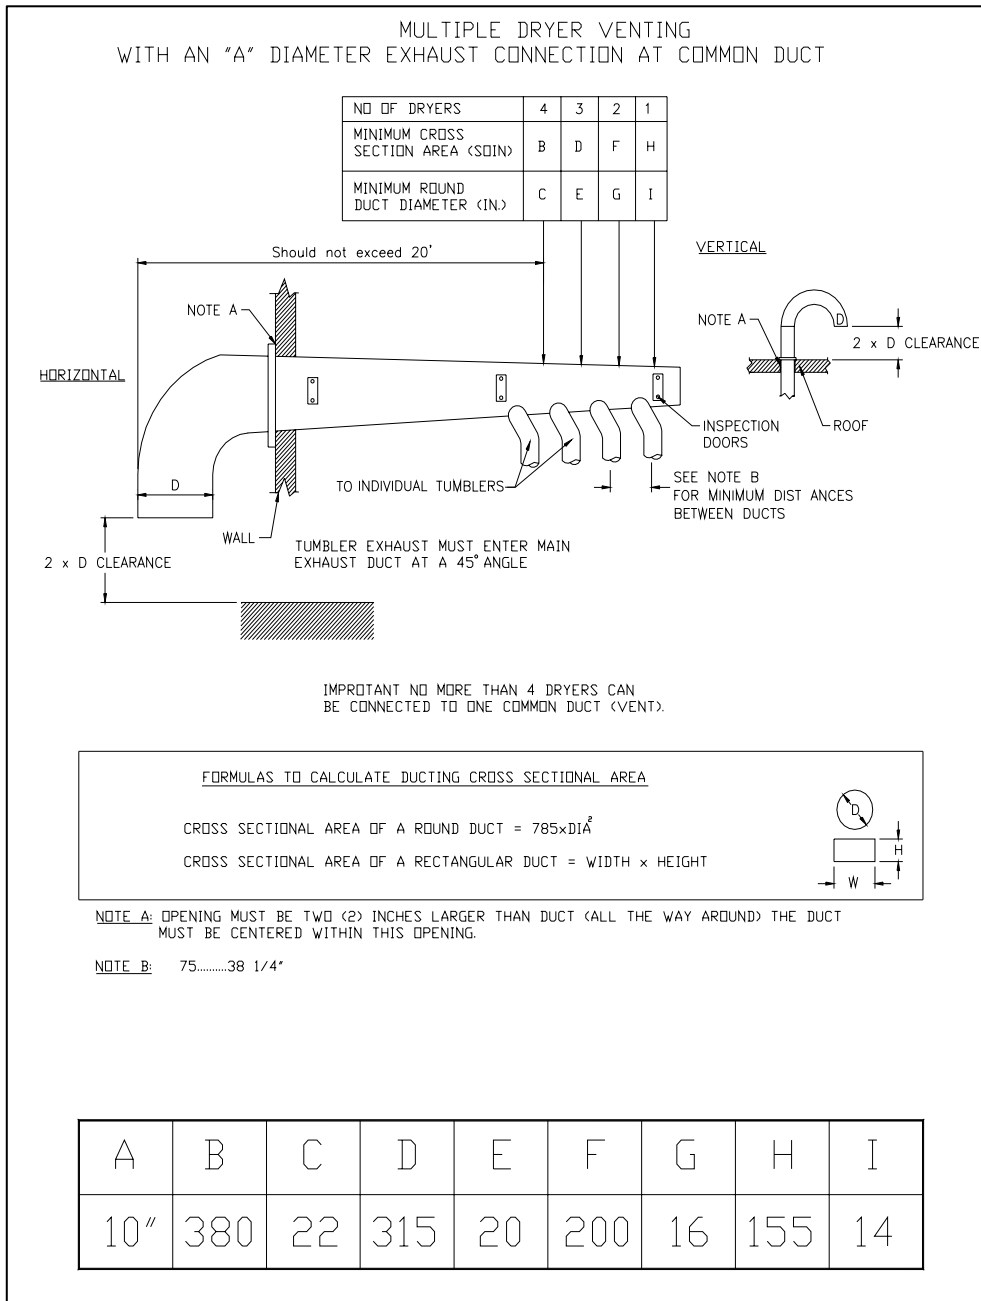 MULTIPLE DRYER VENTING
WITH AN "A" DIAMETER EXHAUST CONNECTION AT COMMON DUCT
NO OF DRYERS 4 3 2 1
MINIMUM CROSS
SECTION AREA (SQIN) B D F H
MINIMUM ROUND
DUCT DIAMETER (IN.) C E G I
Should not exceed 20'
VERTICAL
NOTE A
NOTE A
D
2 x D CLEARANCE
HORIZONTAL
INSPECTION
DOORS
ROOF
D
TO INDIVIDUAL TUMBLERS
SEE NOTE B
FOR MINIMUM DIST ANCES
BETWEEN DUCTS
WALL
TUMBLER EXHAUST MUST ENTER MAIN
EXHAUST DUCT AT A 45° ANGLE
2 x D CLEARANCE
IMPROTANT NO MORE THAN 4 DRYERS CAN
BE CONNECTED TO ONE COMMON DUCT (VENT).
FORMULAS TO CALCULATE DUCTING CROSS SECTIONAL AREA
CROSS SECTIONAL AREA OF A ROUND DUCT = 785xDIA²
CROSS SECTIONAL AREA OF A RECTANGULAR DUCT = WIDTH x HEIGHT
D
H
W
NOTE A: OPENING MUST BE TWO (2) INCHES LARGER THAN DUCT (ALL THE WAY AROUND) THE DUCT
MUST BE CENTERED WITHIN THIS OPENING.
NOTE B: 75..........38 1/4"
A B C D E F G H I
10" 380 22 315 20 200 16 155 14